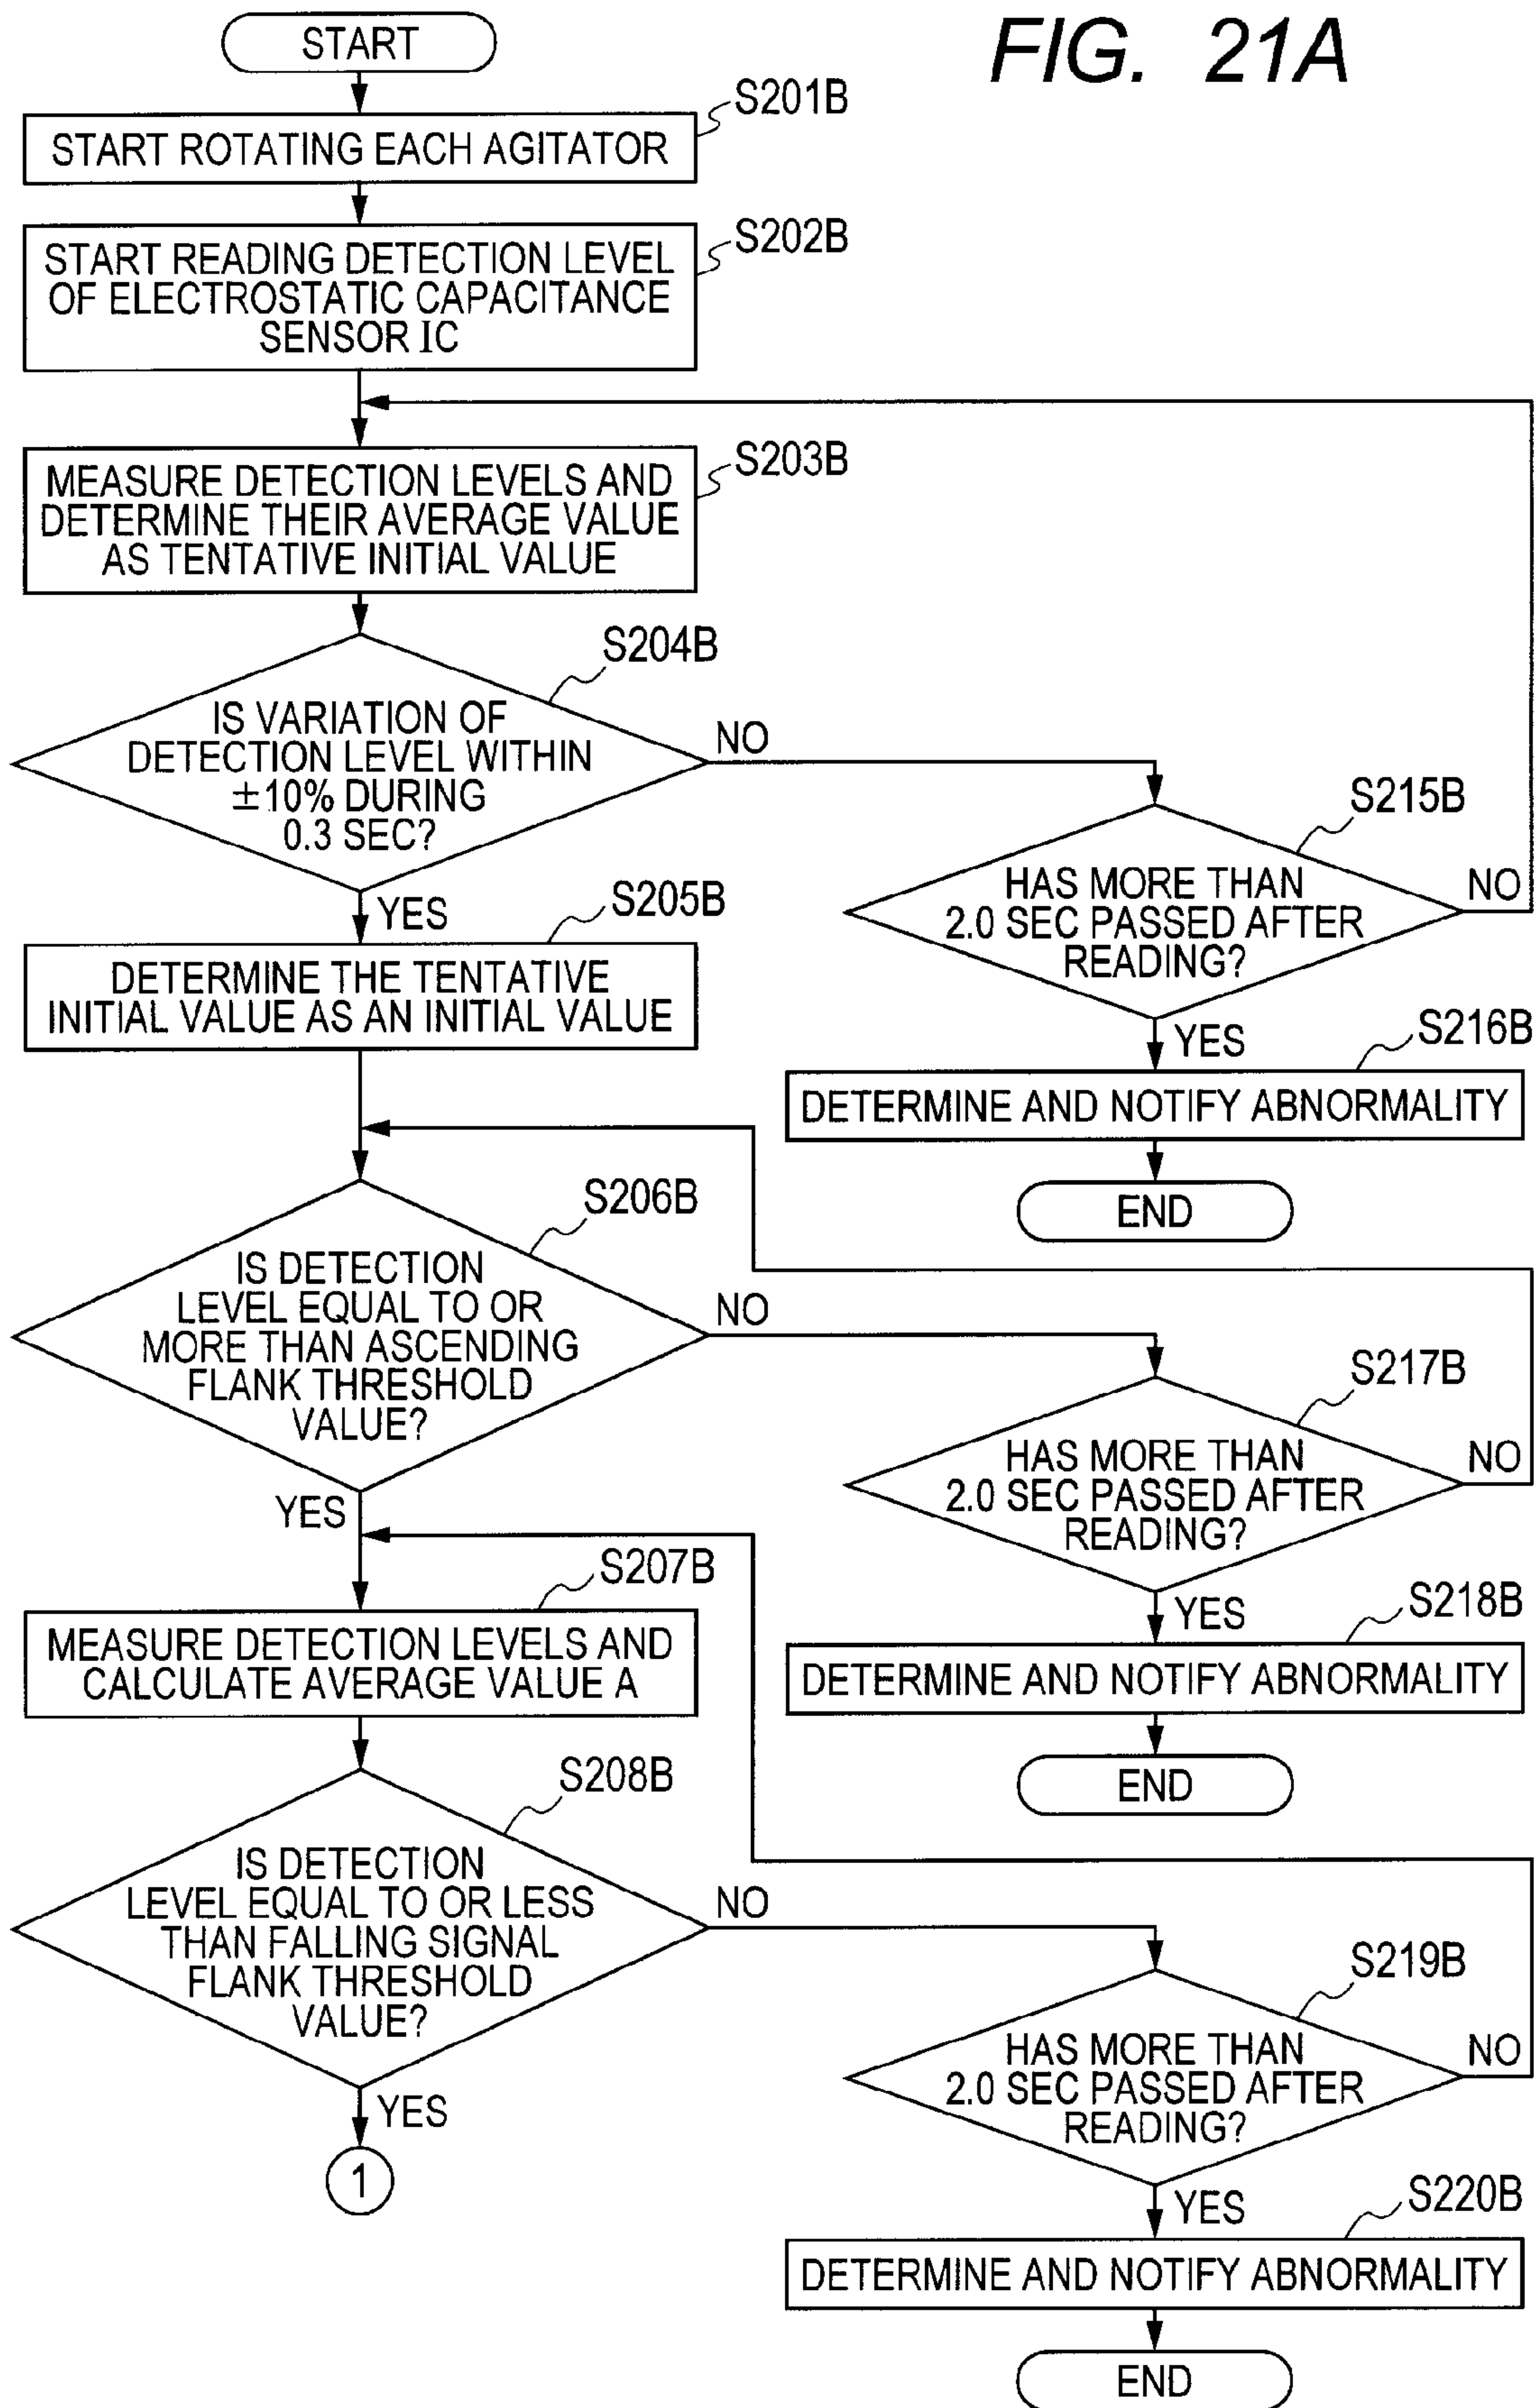 FIG. 21A
START
S201B
START ROTATING EACH AGITATOR
S202B
START READING DETECTION LEVEL
OF ELECTROSTATIC CAPACITANCE
SENSOR IC
S203B
MEASURE DETECTION LEVELS AND
DETERMINE THEIR AVERAGE VALUE
AS TENTATIVE INITIAL VALUE
S204B
IS VARIATION OF
DETECTION LEVEL WITHIN
±10% DURING
0.3 SEC?
NO
YES
S215B
HAS MORE THAN
2.0 SEC PASSED AFTER
READING?
NO
YES
S205B
DETERMINE THE TENTATIVE
INITIAL VALUE AS AN INITIAL VALUE
S216B
DETERMINE AND NOTIFY ABNORMALITY
END
S206B
IS DETECTION
LEVEL EQUAL TO OR
MORE THAN ASCENDING
FLANK THRESHOLD
VALUE?
NO
YES
S217B
HAS MORE THAN
2.0 SEC PASSED AFTER
READING?
NO
YES
S207B
MEASURE DETECTION LEVELS AND
CALCULATE AVERAGE VALUE A
S218B
DETERMINE AND NOTIFY ABNORMALITY
END
S208B
IS DETECTION
LEVEL EQUAL TO OR LESS
THAN FALLING SIGNAL
FLANK THRESHOLD
VALUE?
NO
YES
1
S219B
HAS MORE THAN
2.0 SEC PASSED AFTER
READING?
NO
YES
S220B
DETERMINE AND NOTIFY ABNORMALITY
END